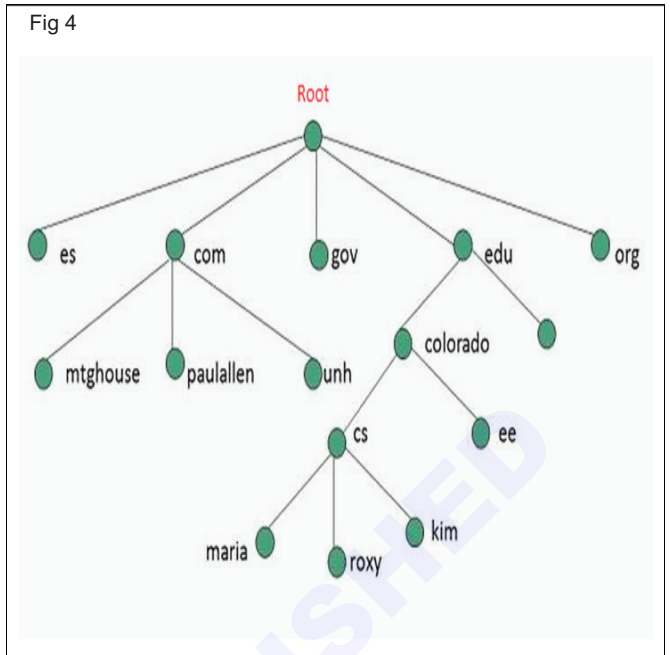 Fig 4
Root
es
com
gov
edu
org
mtghouse
paulallen
unh
colorado
cs
ee
maria
roxy
kim